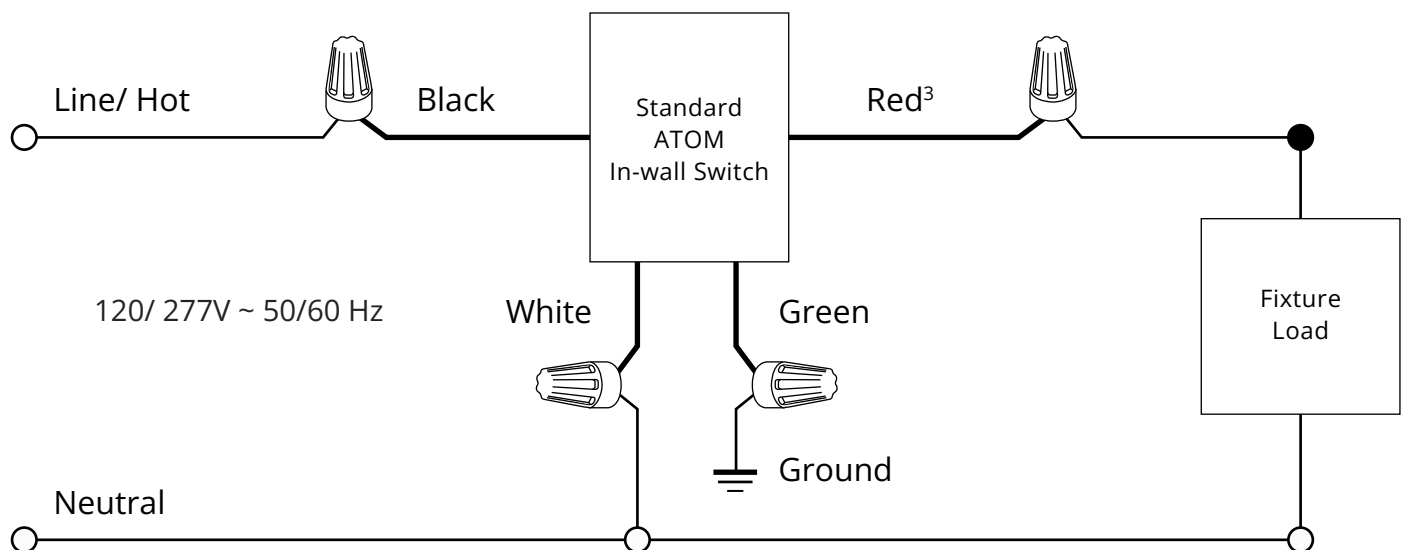 Line/ Hot
Black
Standard
ATOM
In-wall Switch
Red³
120/ 277V ~ 50/60 Hz
White
Green
Fixture
Load
Ground
Neutral